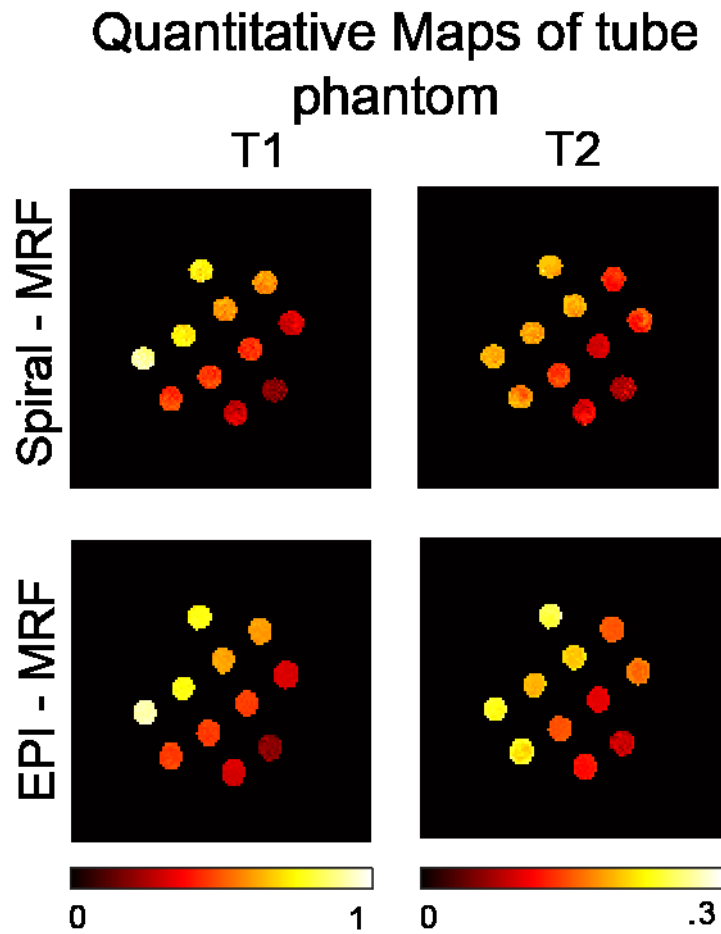 Quantitative Maps of tube
phantom
T1 T2
Spiral - MRF
EPI - MRF
0 1 0 .3